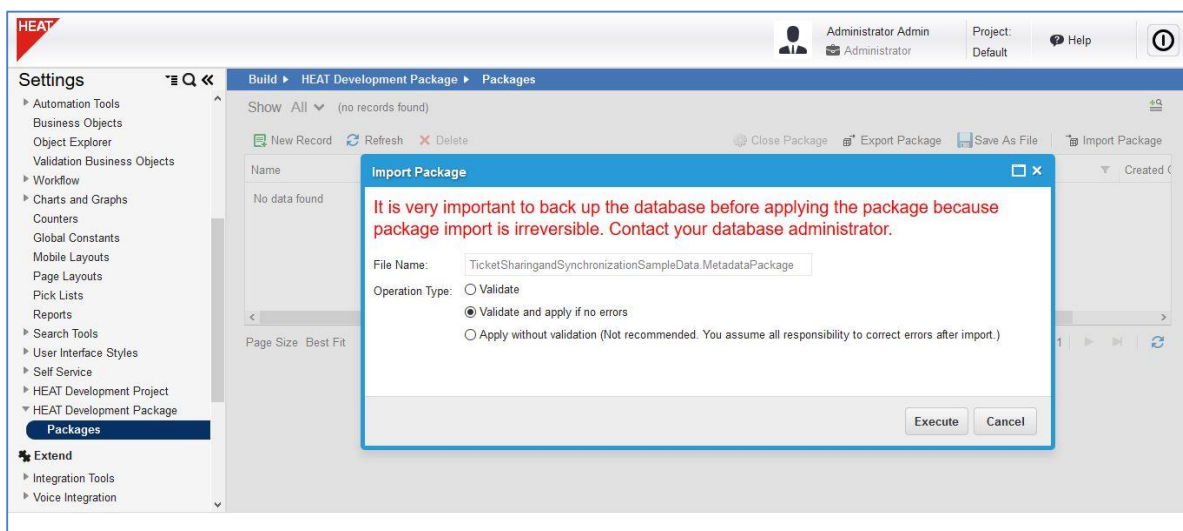 HEAT
Administrator Admin
Administrator
Project:
Default
Help
Settings
Automation Tools
Business Objects
Object Explorer
Validation Business Objects
Workflow
Charts and Graphs
Counters
Global Constants
Mobile Layouts
Page Layouts
Pick Lists
Reports
Search Tools
User Interface Styles
Self Service
HEAT Development Project
HEAT Development Package
Packages
Extend
Integration Tools
Voice Integration
Build HEAT Development Package Packages
Show All (no records found)
New Record Refresh Delete Close Package Export Package Save As File Import Package
Name Created
No data found
Page Size Best Fit 1
Import Package
It is very important to back up the database before applying the package because
package import is irreversible. Contact your database administrator.
File Name: TicketSharingandSynchronizationSampleData.MetadataPackage
Operation Type: Validate
Validate and apply if no errors
Apply without validation (Not recommended. You assume all responsibility to correct errors after import.)
Execute Cancel